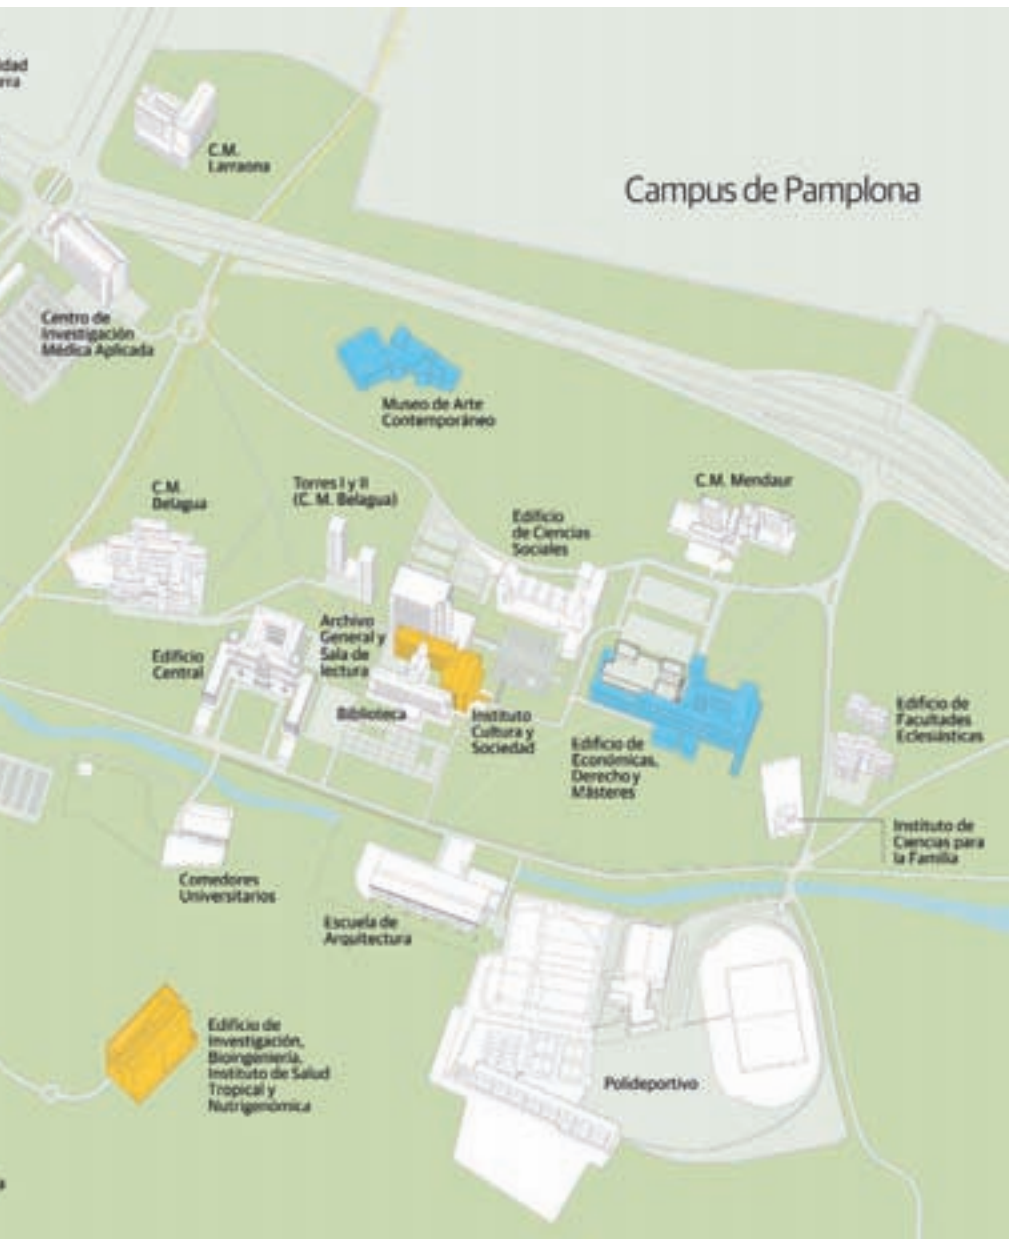 C.M.
Larraona
Campus de Pamplona
Centro de
Investigación
Médica Aplicada
Museo de Arte
Contemporáneo
C.M.
Belagua
Torres I y II
(C. M. Belagua)
C.M. Mendaur
Edificio
de Ciencias
Sociales
Archivo
General y
Sala de
lectura
Edificio
Central
Biblioteca
Instituto
Cultura y
Sociedad
Edificio de
Económicas,
Derecho y
Másteres
Edificio de
Facultades
Eclesiásticas
Instituto de
Ciencias para
la Familia
Comedores
Universitarios
Escuela de
Arquitectura
Edificio de
Investigación,
Bioingeniería,
Instituto de Salud
Tropical y
Nutrigenómica
Polideportivo